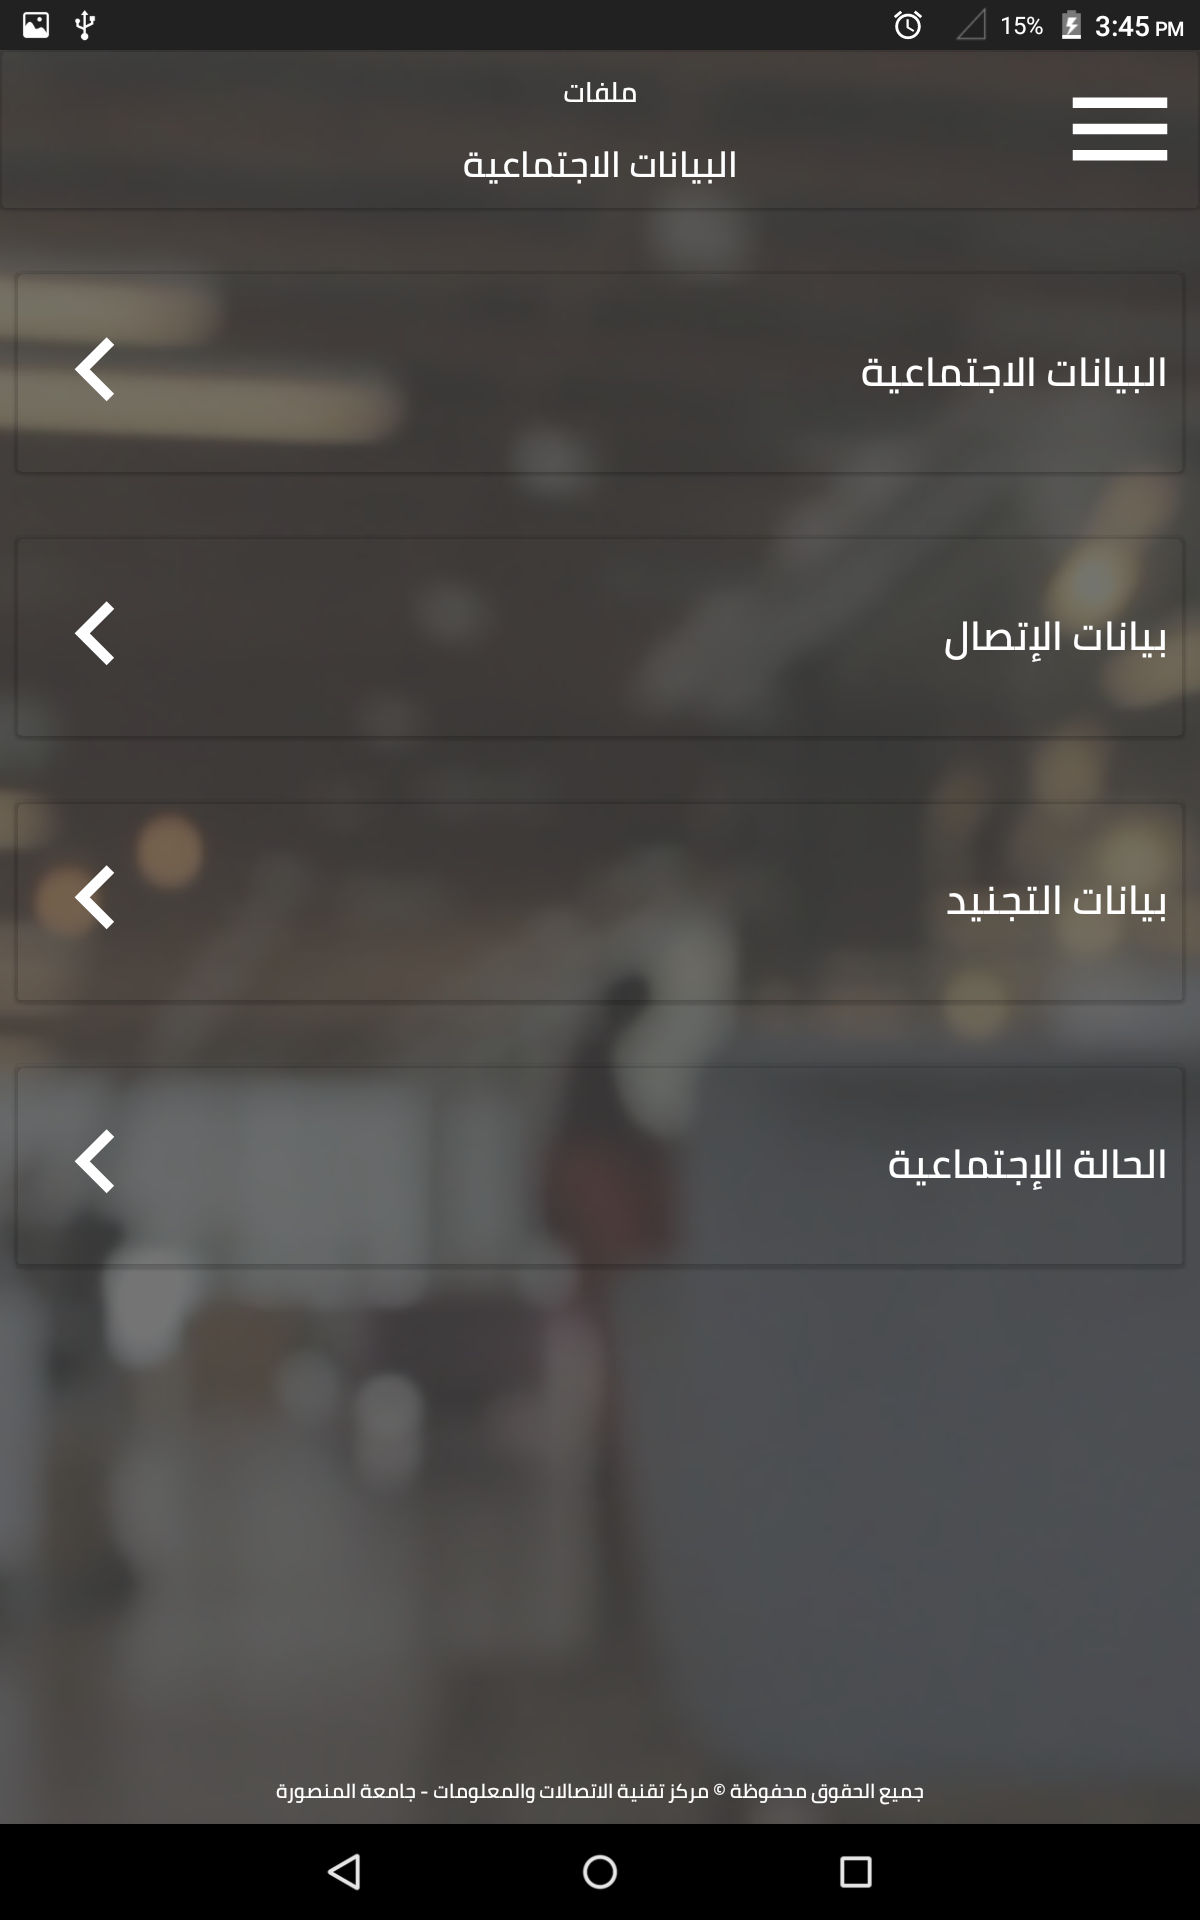 15%
3:45 PM
ملفات
البيانات الاجتماعية
البيانات الاجتماعية
بيانات الإتصال
بيانات التجنيد
الحالة الإجتماعية
جميع الحقوق محفوظة © مركز تقنية الاتصالات والمعلومات - جامعة المنصورة